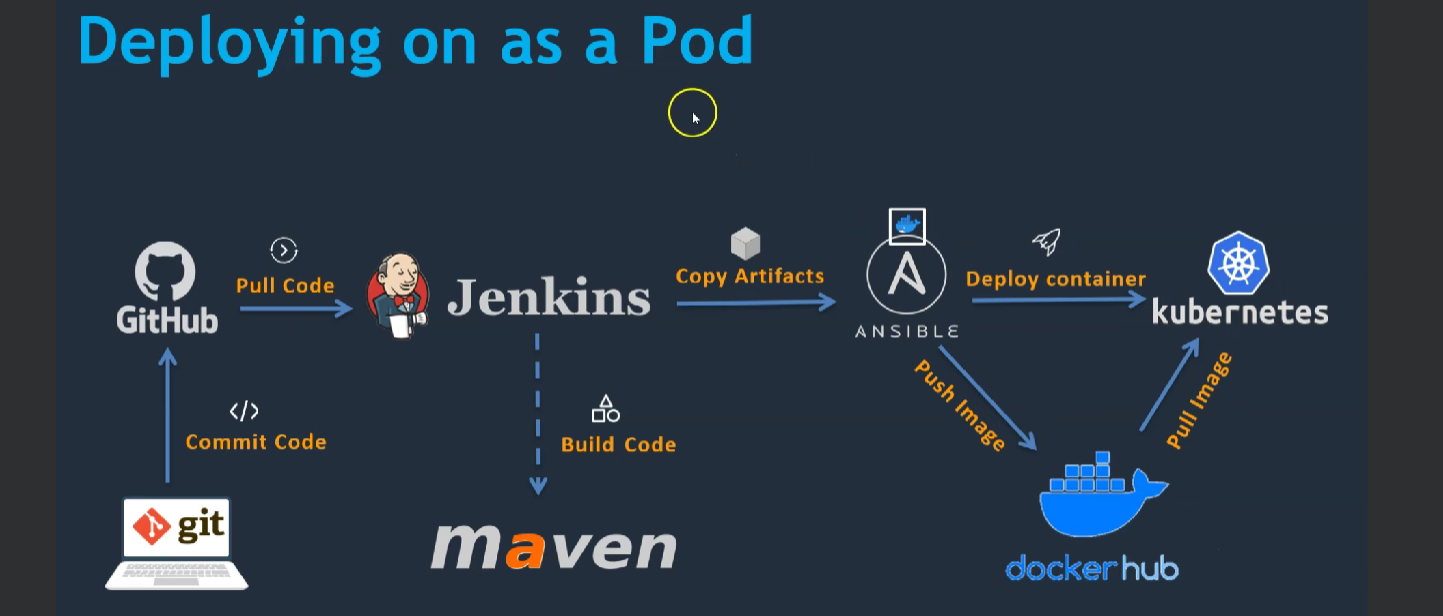 Deploying on as a Pod
Pull Code
GitHub
Jenkins
Copy Artifacts
ANSIBLE
Deploy container
kubernetes
Commit Code
Build Code
Push Image
Pull Image
git
maven
dockerhub